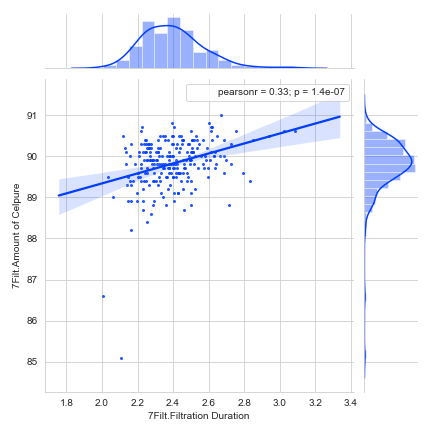 pearsonr = 0.33; p = 1.4e-07
91
90
89
88
87
86
85
7Filt.Amount of Celpure
1.8 2.0 2.2 2.4 2.6 2.8 3.0 3.2 3.4
7Filt.Filtration Duration